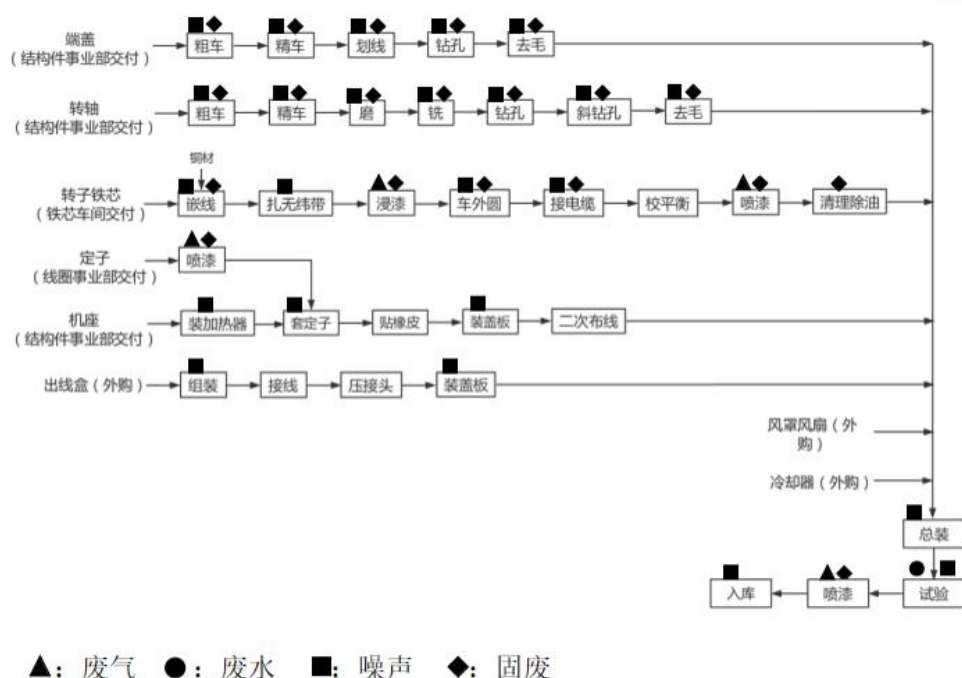 端盖
（结构件事业部交付）
粗车
精车
划线
钻孔
去毛
转轴
（结构件事业部交付）
粗车
精车
磨
铣
钻孔
斜钻孔
去毛
铜材
转子铁芯
（铁芯车间交付）
嵌线
扎无纬带
浸漆
车外圆
接电缆
校平衡
喷漆
清理除油
定子
（线圈事业部交付）
喷漆
机座
（结构件事业部交付）
装加热器
套定子
贴橡皮
装盖板
二次布线
出线盒（外购）
组装
接线
压接头
装盖板
风罩风扇（外
购）
冷却器（外购）
总装
入库
喷漆
试验
▲：废气 ●：废水 ■：噪声 ◆：固废